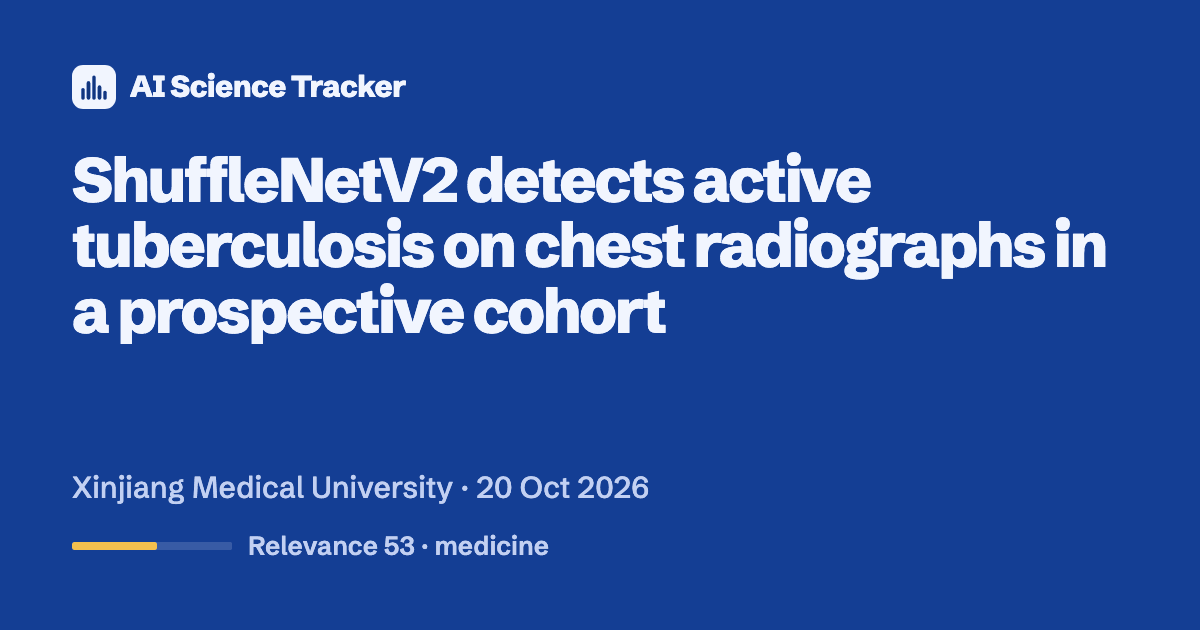 AI Science Tracker
ShuffleNetV2 detects active
tuberculosis on chest radiographs in
a prospective cohort
Xinjiang Medical University · 20 Oct 2026
Relevance 53 · medicine